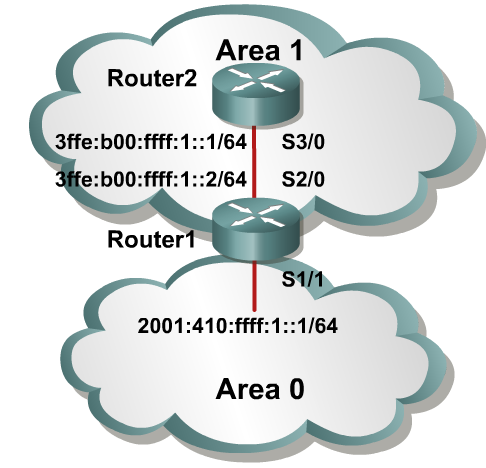 Area 1
Router2
3ffe:b00:ffff:1::1/64 S3/0
3ffe:b00:ffff:1::2/64 S2/0
Router1
S1/1
2001:410:ffff:1::1/64
Area 0